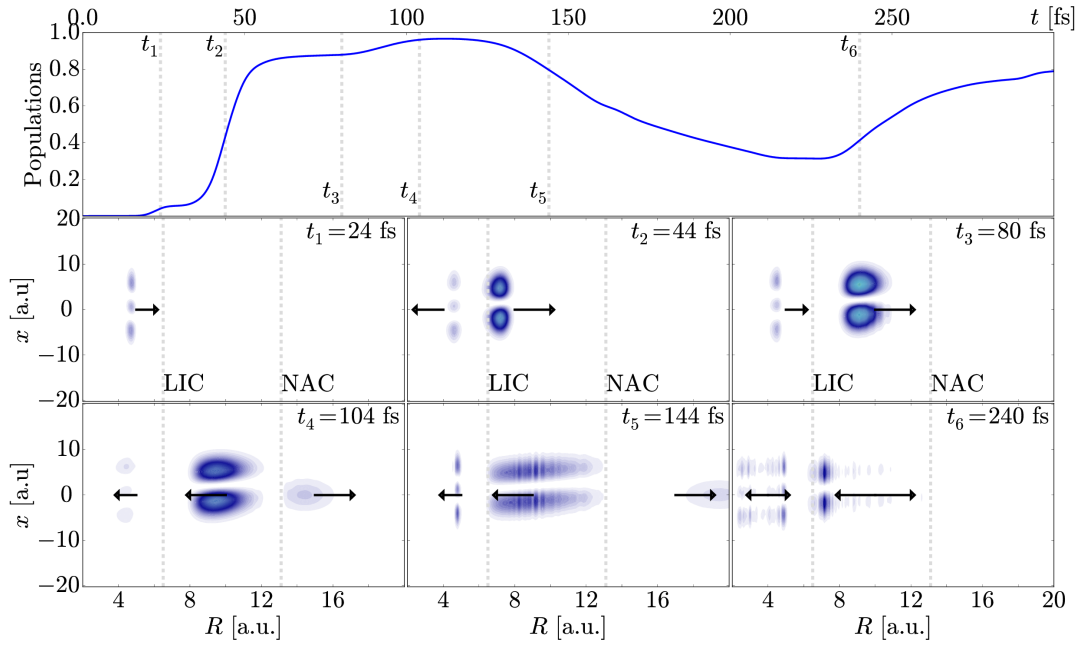 0.0 50 100 150 200 250 t [fs]
1.0
0.8
0.6
0.4
0.2
Populations
t1 t2 t3 t4 t5 t6
20
10
0
−10
−20
x [a.u]
t1=24 fs
LIC NAC
t2=44 fs
LIC NAC
t3=80 fs
LIC NAC
10
0
−10
−20
x [a.u]
t4=104 fs
t5=144 fs
t6=240 fs
4 8 12 16
R [a.u.]
4 8 12 16
R [a.u.]
4 8 12 16 20
R [a.u.]